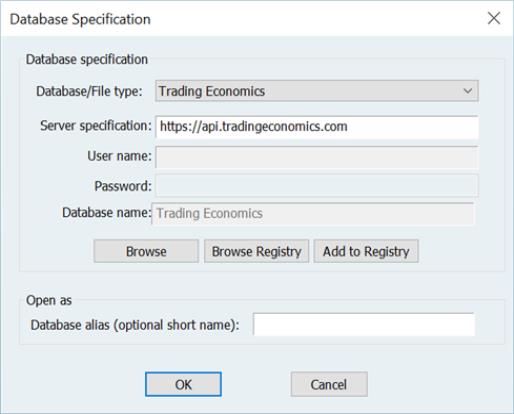 Database Specification
Database specification
Database/File type: Trading Economics
Server specification: https://api.tradingeconomics.com
User name:
Password:
Database name: Trading Economics
Browse Browse Registry Add to Registry
Open as
Database alias (optional short name):
OK Cancel